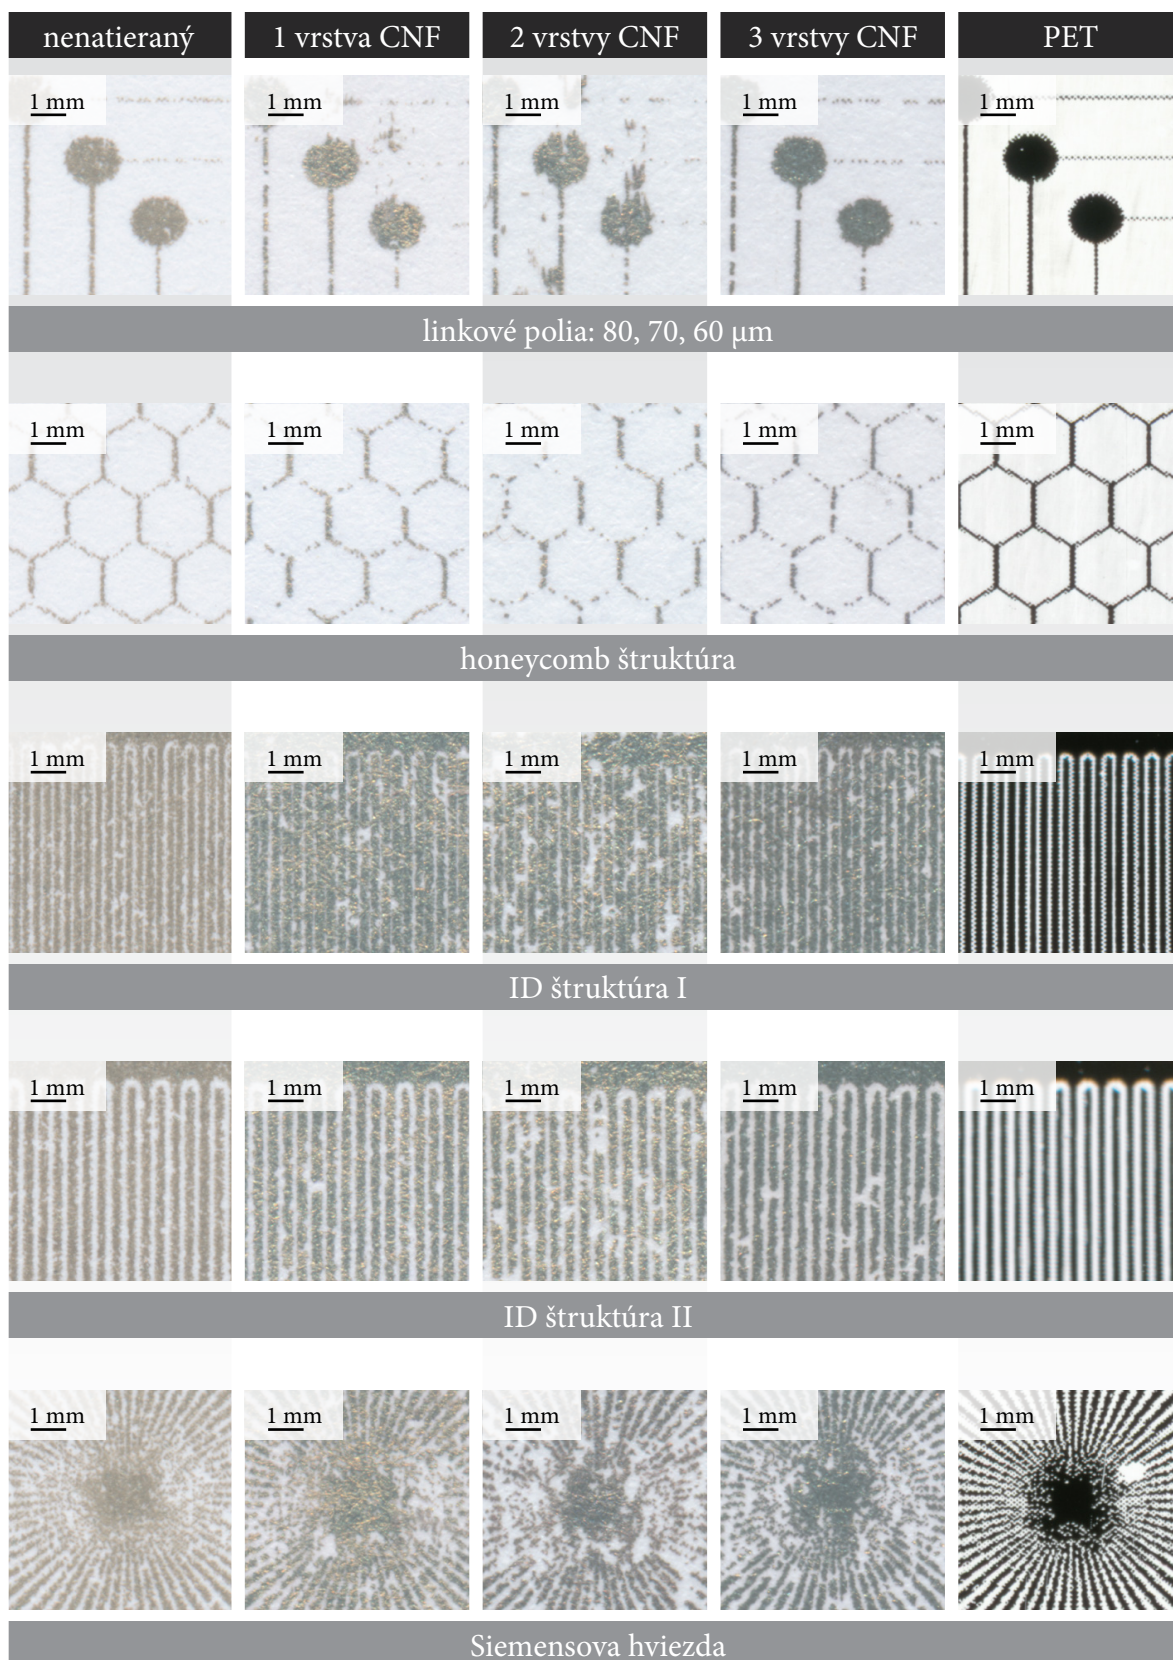 nenatieraný 1 vrstva CNF 2 vrstvy CNF 3 vrstvy CNF PET
1 mm 1 mm 1 mm 1 mm 1 mm
linkové polia: 80, 70, 60 µm
1 mm 1 mm 1 mm 1 mm 1 mm
honeycomb štruktúra
1 mm 1 mm 1 mm 1 mm 1 mm
ID štruktúra I
1 mm 1 mm 1 mm 1 mm 1 mm
ID štruktúra II
1 mm 1 mm 1 mm 1 mm 1 mm
Siemensova hviezda